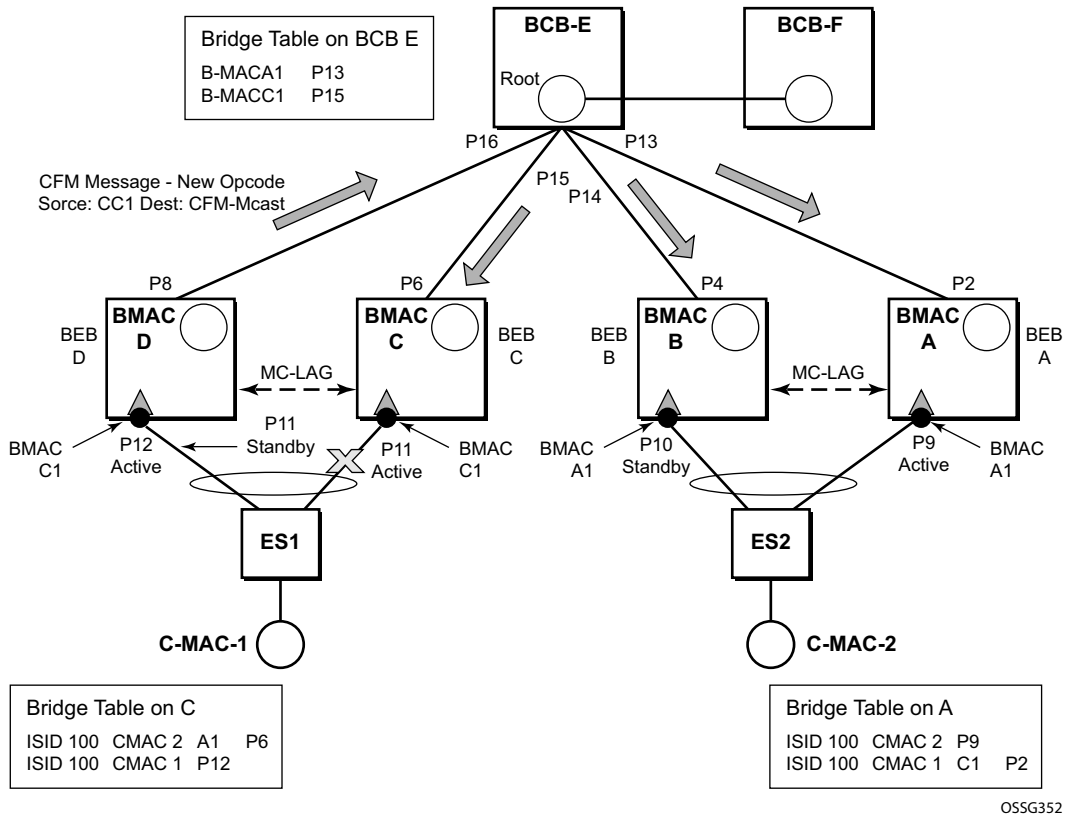 BCB-E
BCB-F
Bridge Table on BCB E
B-MACA1 P13
B-MACC1 P15
Root
P16
P13
P15
P14
CFM Message - New Opcode
Sorce: CC1 Dest: CFM-Mcast
P8
P6
P4
P2
BEB
D
BMAC
D
MC-LAG
BMAC
C
BEB
C
BEB
B
BMAC
B
MC-LAG
BMAC
A
BEB
A
BMAC
C1
P12
Active
P11
Standby
P11
Active
BMAC
C1
BMAC
A1
P10
Standby
P9
Active
BMAC
A1
ES1
ES2
C-MAC-1
C-MAC-2
Bridge Table on C
ISID 100 CMAC 2 A1 P6
ISID 100 CMAC 1 P12
Bridge Table on A
ISID 100 CMAC 2 P9
ISID 100 CMAC 1 C1 P2
OSSG352